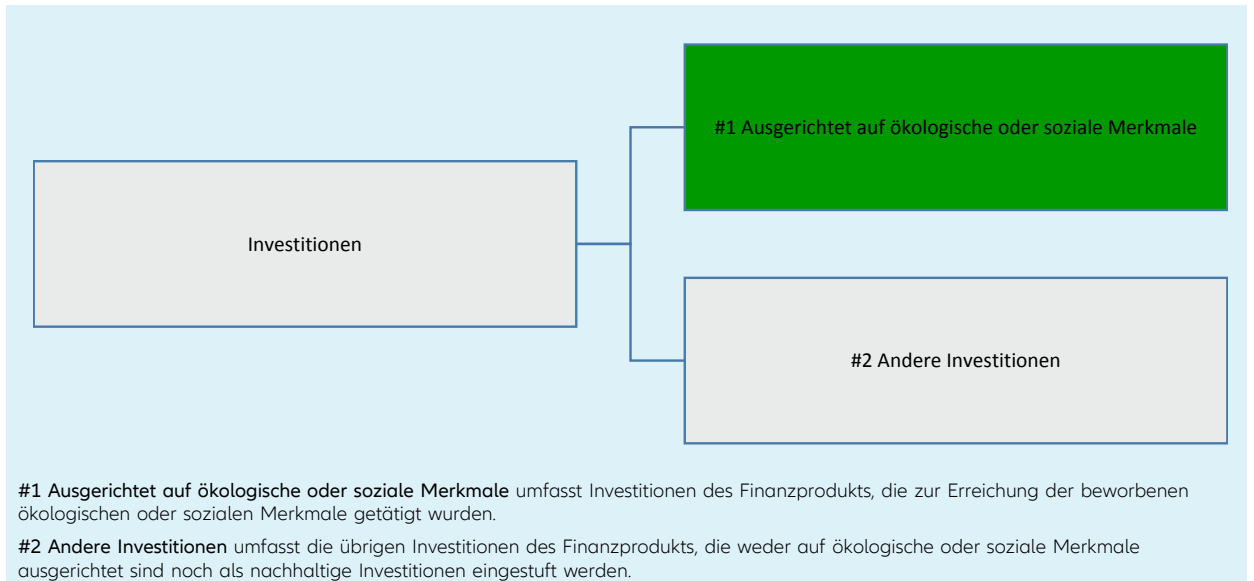 #1 Ausgerichtet auf ökologische oder soziale Merkmale
Investitionen
#2 Andere Investitionen
#1 Ausgerichtet auf ökologische oder soziale Merkmale umfasst Investitionen des Finanzprodukts, die zur Erreichung der beworbenen
ökologischen oder sozialen Merkmale getätigt wurden.
#2 Andere Investitionen umfasst die übrigen Investitionen des Finanzprodukts, die weder auf ökologische oder soziale Merkmale
ausgerichtet sind noch als nachhaltige Investitionen eingestuft werden.